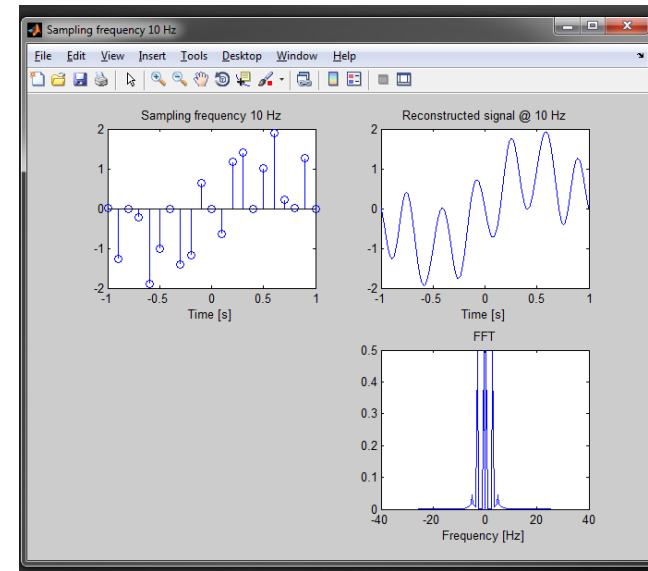 Sampling frequency 10 Hz
File Edit View Insert Tools Desktop Window Help
Sampling frequency 10 Hz
2
1
0
-1
-2
-1 -0.5 0 0.5 1
Time [s]
Reconstructed signal @ 10 Hz
2
1
0
-1
-2
-1 -0.5 0 0.5 1
Time [s]
FFT
0.5
0.4
0.3
0.2
0.1
0
-40 -20 0 20 40
Frequency [Hz]